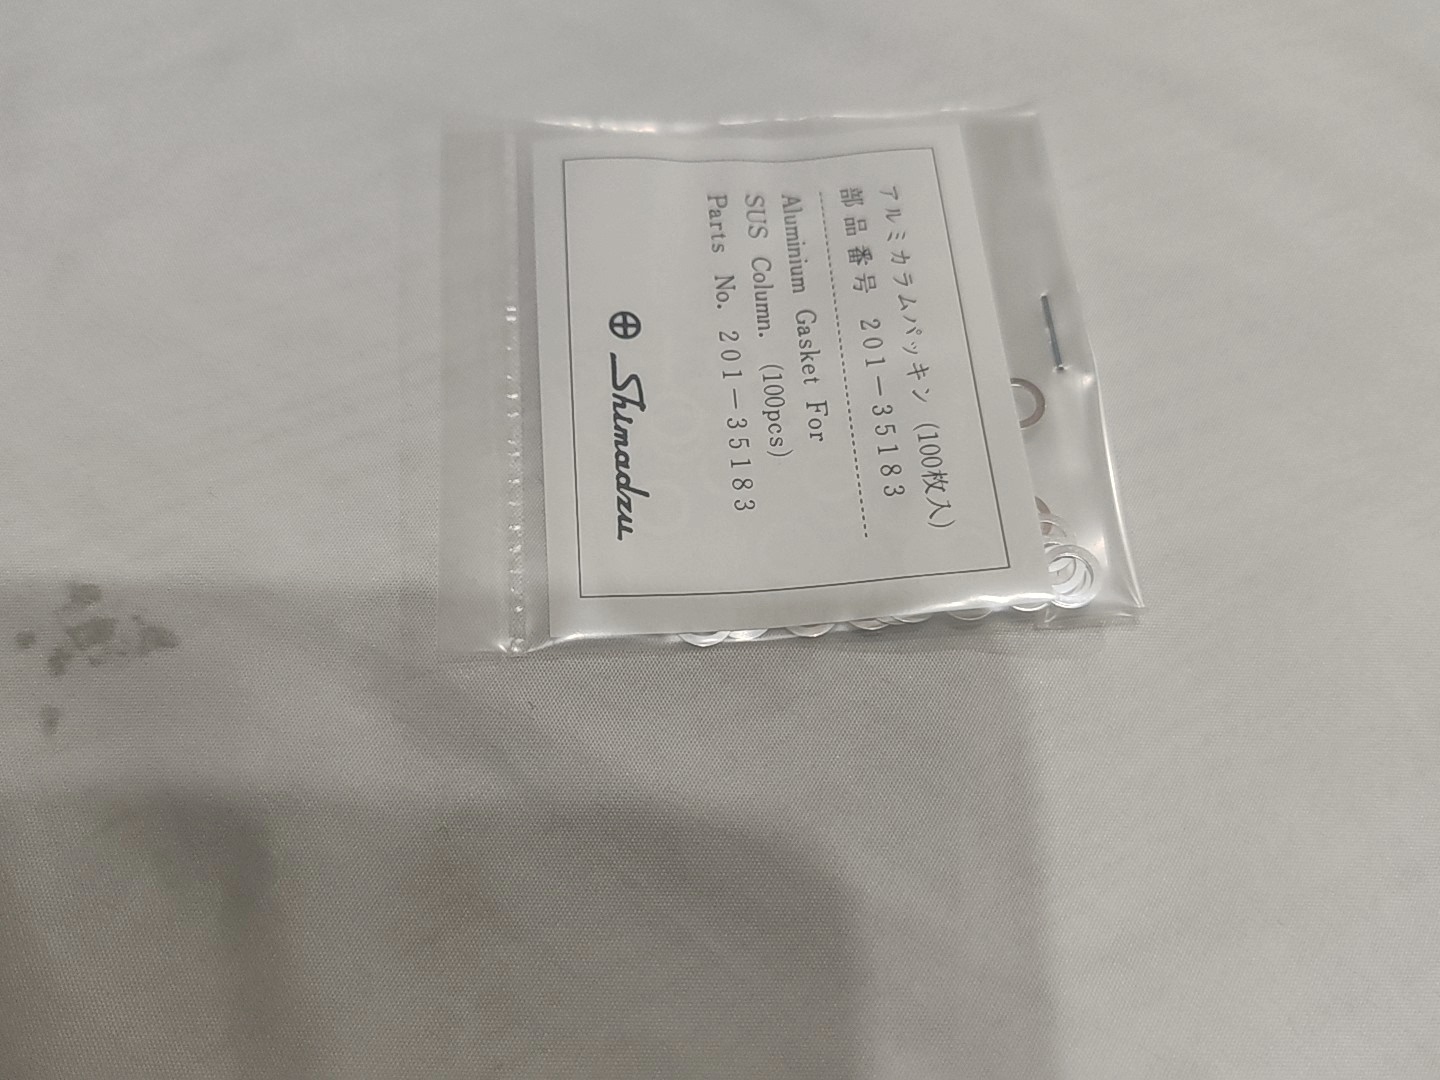 アルミカラムパッキン (100枚入)
部品番号 201-35183
Aluminium Gasket For
SUS Column. (100pcs)
Parts No. 201-35183
Shimadzu